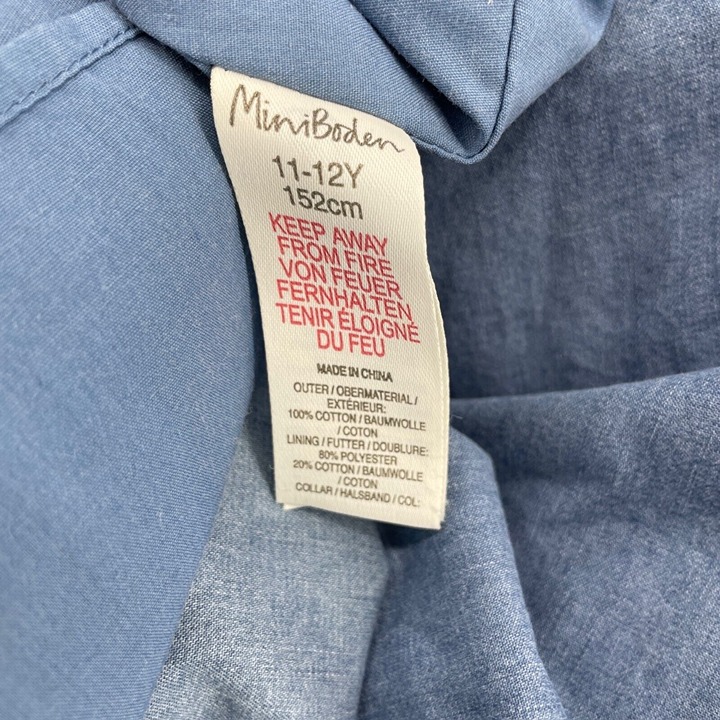 MiniBoden
11-12Y
152cm
KEEP AWAY
FROM FIRE
VON FEUER
FERNHALTEN
TENIR ÉLOIGNÉ
DU FEU
MADE IN CHINA
OUTER / OBERMATERIAL /
EXTÉRIEUR:
100% COTTON / BAUMWOLLE
/ COTON
LINING / FUTTER / DOUBLURE:
80% POLYESTER
20% COTTON / BAUMWOLLE
/ COTON
COLLAR / HALSBAND / COL: